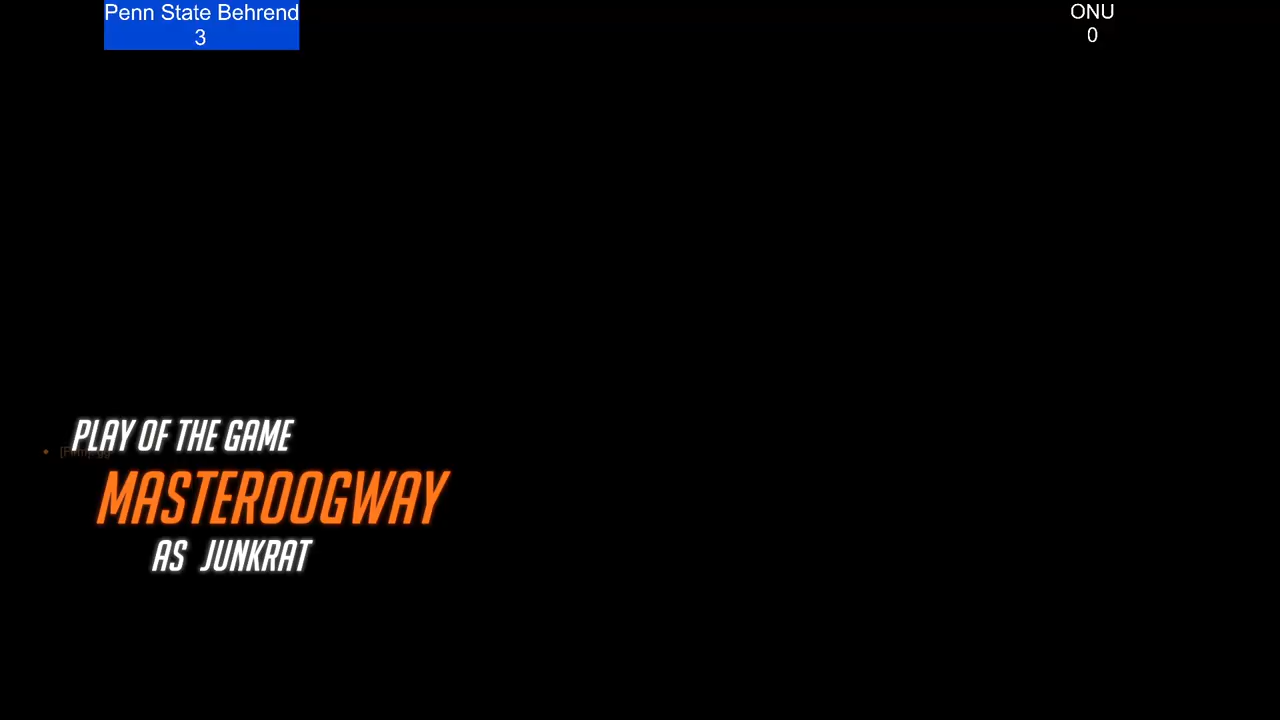 Penn State Behrend
3
ONU
0
PLAY OF THE GAME
MASTEROOGWAY
AS JUNKRAT